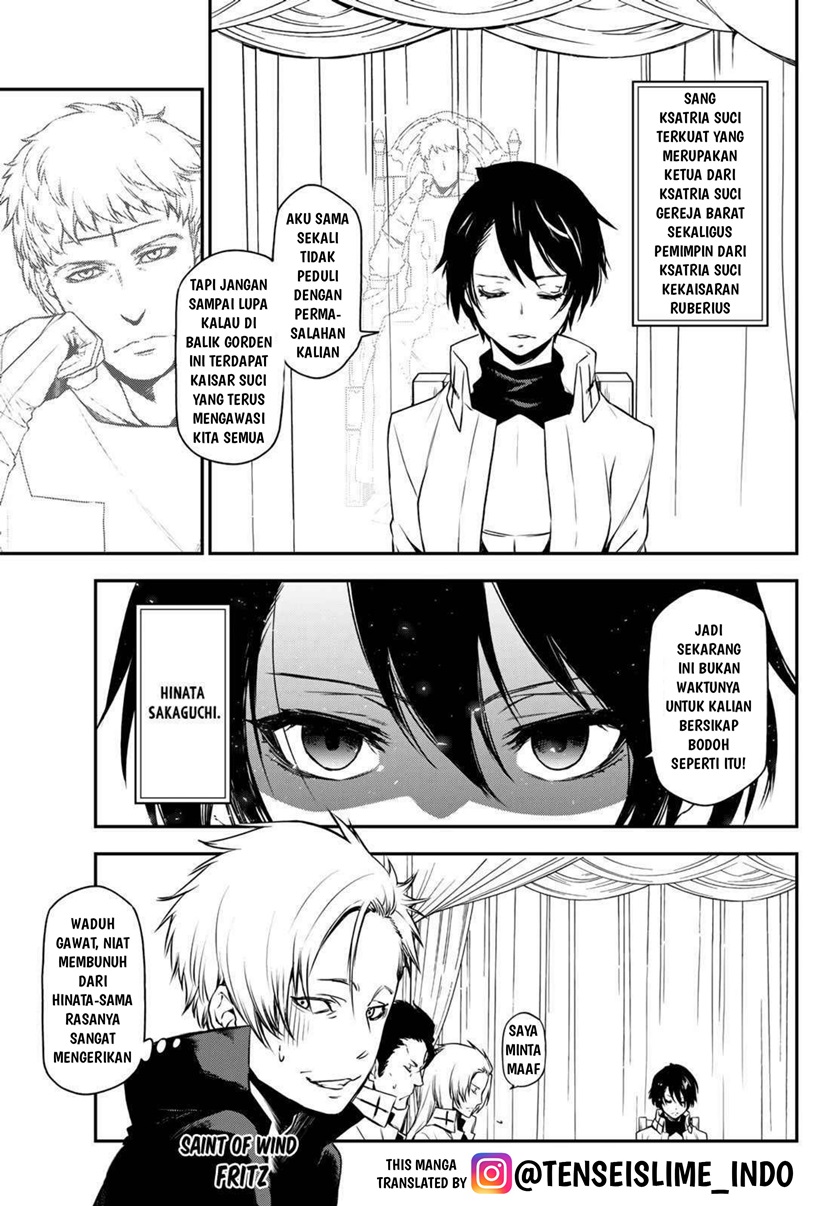 SANG
KSATRIA SUCI
TERKUAT YANG
MERUPAKAN
KETUA DARI
KSATRIA SUCI
GEREJA BARAT
SEKALIGUS
PEMIMPIN DARI
KSATRIA SUCI
KEKAISARAN
RUBERIUS
AKU SAMA
SEKALI
TIDAK
PEDULI
DENGAN
PERMA-
SALAHAN
KALIAN
TAPI JANGAN
SAMPAI LUPA
KALAU DI
BALIK GORDEN
INI TERDAPAT
KAISAR SUCI
YANG TERUS
MENGAWASI
KITA SEMUA
JADI
SEKARANG
INI BUKAN
WAKTUNYA
UNTUK KALIAN
BERSIKAP
BODOH
SEPERTI ITU!
HINATA
SAKAGUCHI.
WADUH
GAWAT, NIAT
MEMBUNUH
DARI
HINATA-SAMA
RASANYA
SANGAT
MENGERIKAN
SAYA
MINTA
MAAF
SAINT OF WIND
FRITZ
THIS MANGA
TRANSLATED BY
@TENSEISLIME_INDO